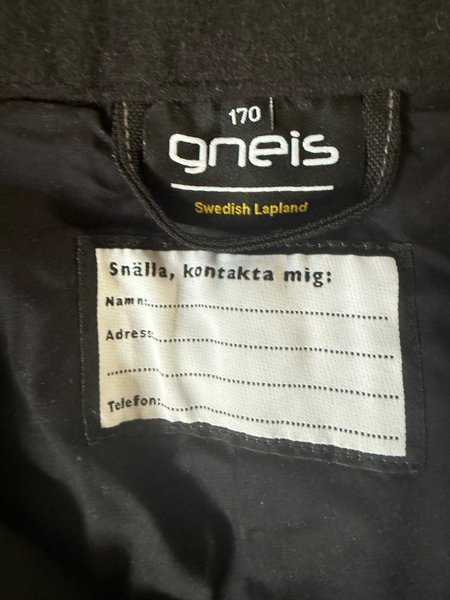 170
gneis
Swedish Lapland
Snälla, kontakta mig:
Namn:
Adress:
Telefon: